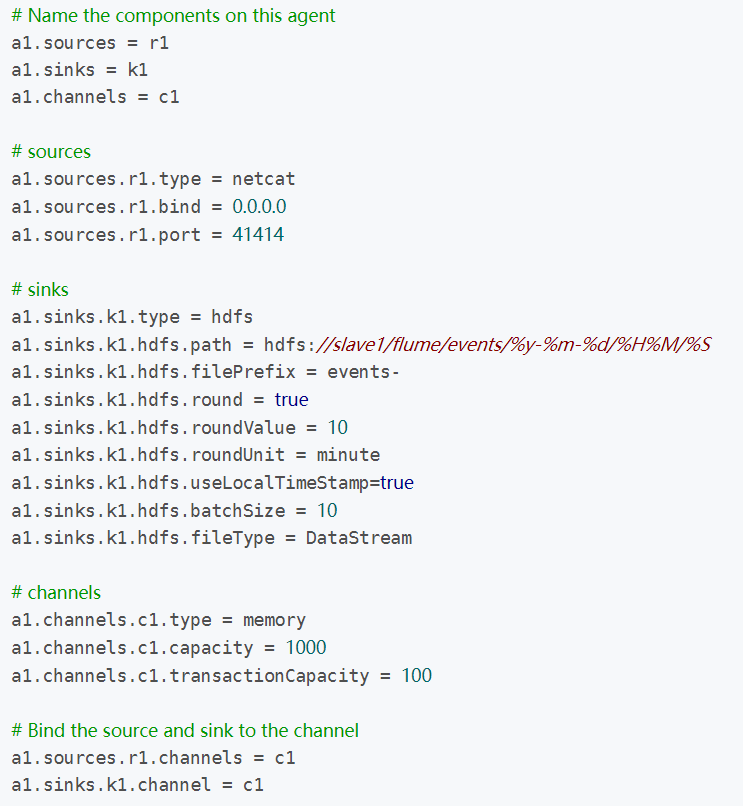 # Name the components on this agent
a1.sources = r1
a1.sinks = k1
a1.channels = c1
# sources
a1.sources.r1.type = netcat
a1.sources.r1.bind = 0.0.0.0
a1.sources.r1.port = 41414
# sinks
a1.sinks.k1.type = hdfs
a1.sinks.k1.hdfs.path = hdfs://slave1/flume/events/%y-%m-%d/%H%M/%S
a1.sinks.k1.hdfs.filePrefix = events-
a1.sinks.k1.hdfs.round = true
a1.sinks.k1.hdfs.roundValue = 10
a1.sinks.k1.hdfs.roundUnit = minute
a1.sinks.k1.hdfs.useLocalTimeStamp=true
a1.sinks.k1.hdfs.batchSize = 10
a1.sinks.k1.hdfs.fileType = DataStream
# channels
a1.channels.c1.type = memory
a1.channels.c1.capacity = 1000
a1.channels.c1.transactionCapacity = 100
# Bind the source and sink to the channel
a1.sources.r1.channels = c1
a1.sinks.k1.channel = c1